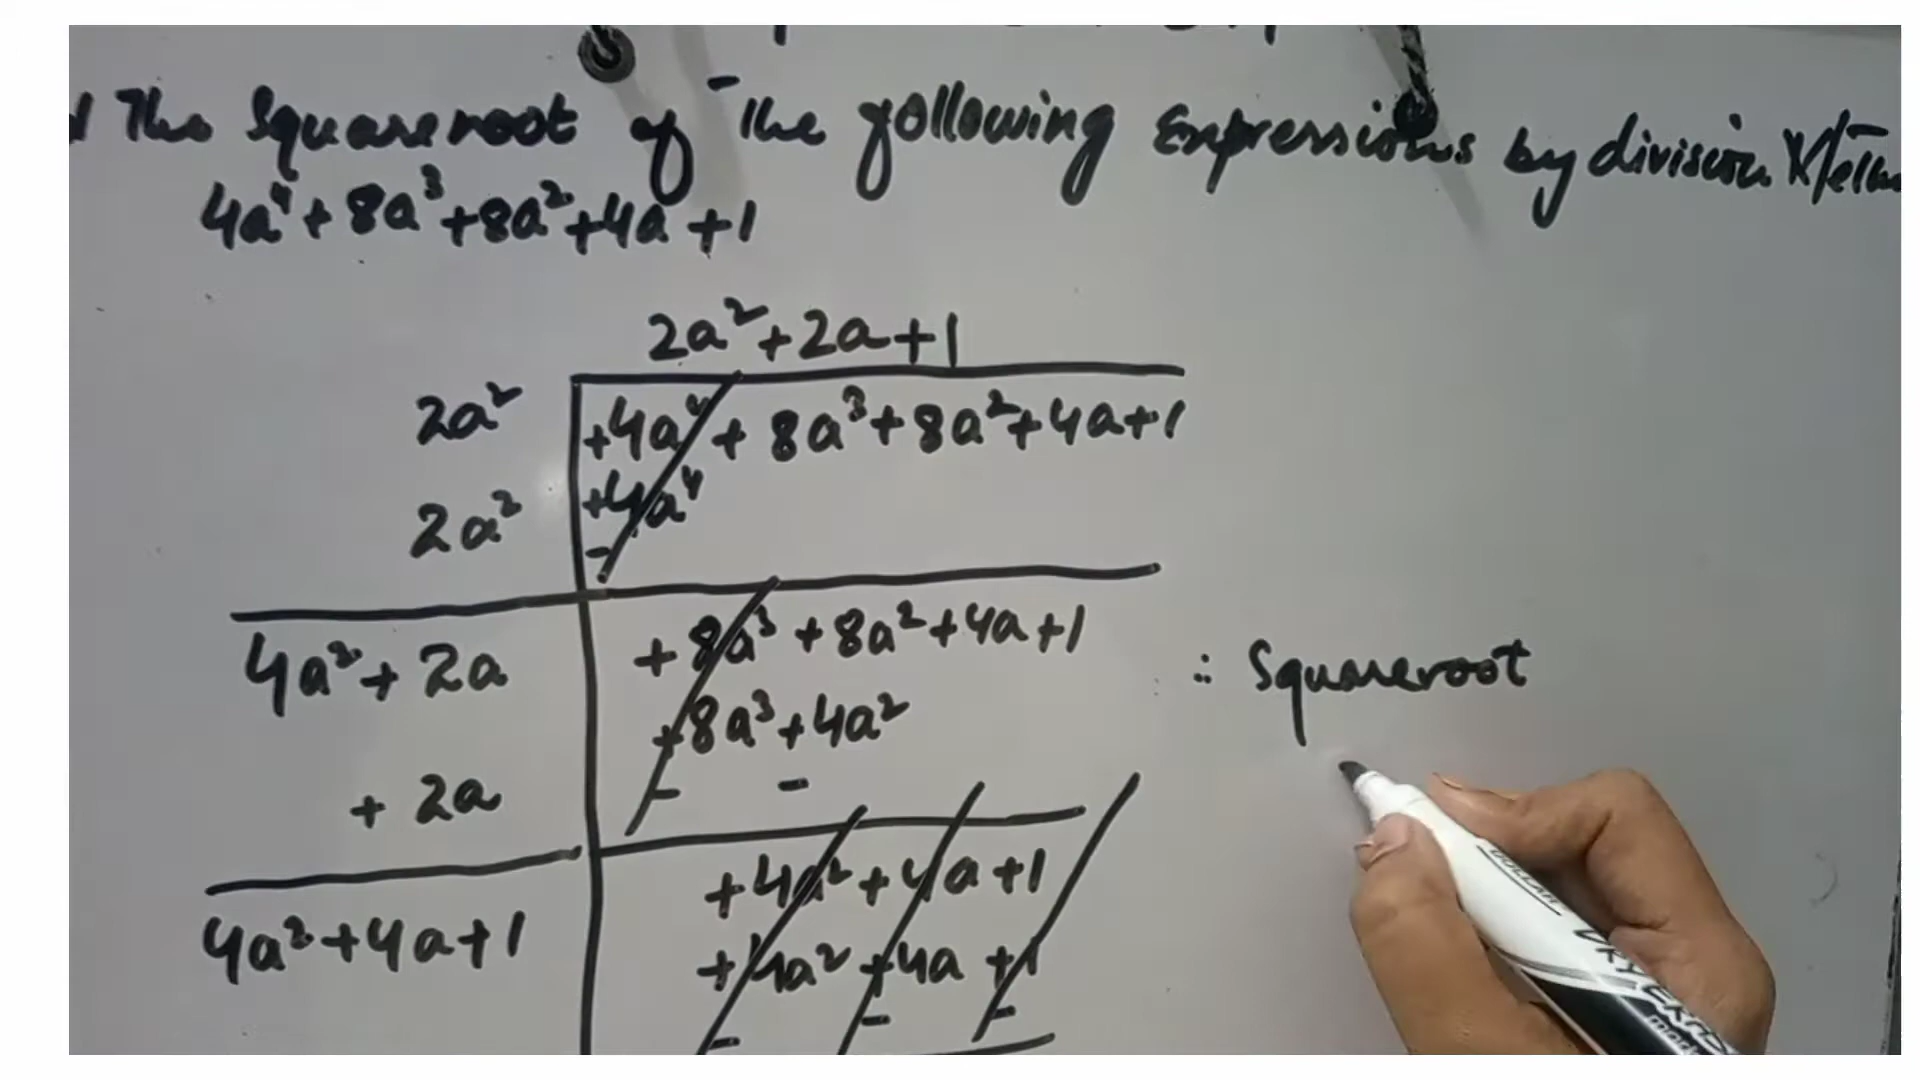 The Squareroot of the following Expressions by division
4a⁴ + 8a³ + 8a² + 4a + 1
2a² + 2a + 1
2a² +4a⁴ + 8a³ + 8a² + 4a + 1
2a² +4a⁴
-
4a² + 2a +8a³ + 8a² + 4a + 1
+8a³ + 4a²
+ 2a - -
4a² + 4a + 1 +4a² + 4a + 1
+4a² + 4a + 1
- - -
∴ Squareroot
DOLLAR